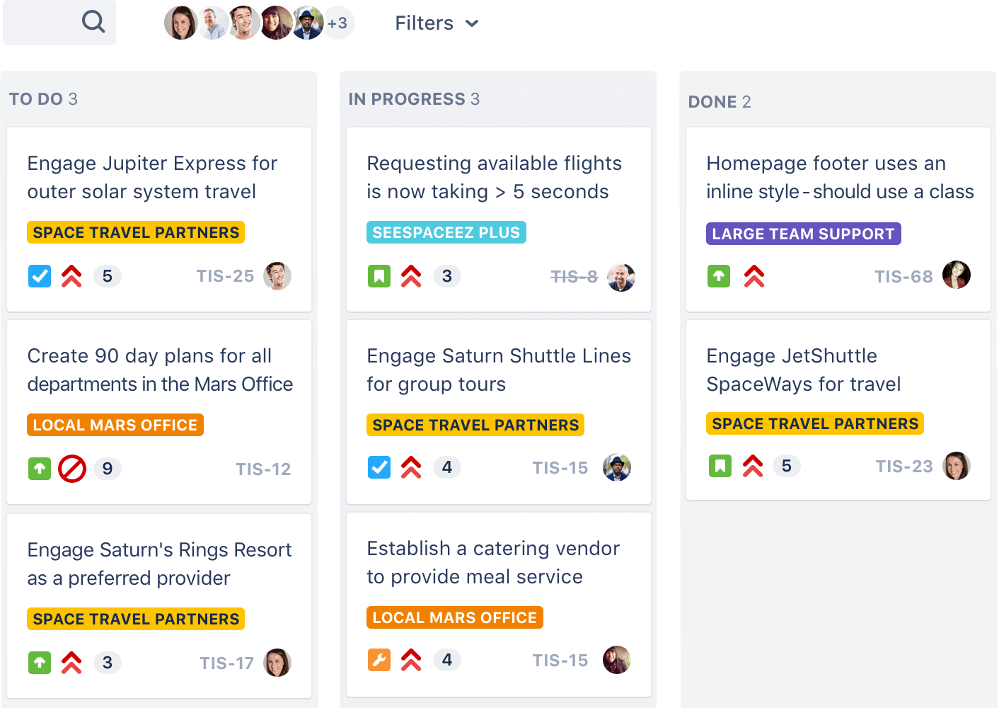 +3
Filters
TO DO 3
Engage Jupiter Express for
outer solar system travel
SPACE TRAVEL PARTNERS
5
TIS-25
Create 90 day plans for all
departments in the Mars Office
LOCAL MARS OFFICE
9
TIS-12
Engage Saturn's Rings Resort
as a preferred provider
SPACE TRAVEL PARTNERS
3
TIS-17
IN PROGRESS 3
Requesting available flights
is now taking > 5 seconds
SEESPACEEZ PLUS
3
TIS-8
Engage Saturn Shuttle Lines
for group tours
SPACE TRAVEL PARTNERS
4
TIS-15
Establish a catering vendor
to provide meal service
LOCAL MARS OFFICE
4
TIS-15
DONE 2
Homepage footer uses an
inline style-should use a class
LARGE TEAM SUPPORT
TIS-68
Engage JetShuttle
SpaceWays for travel
SPACE TRAVEL PARTNERS
5
TIS-23